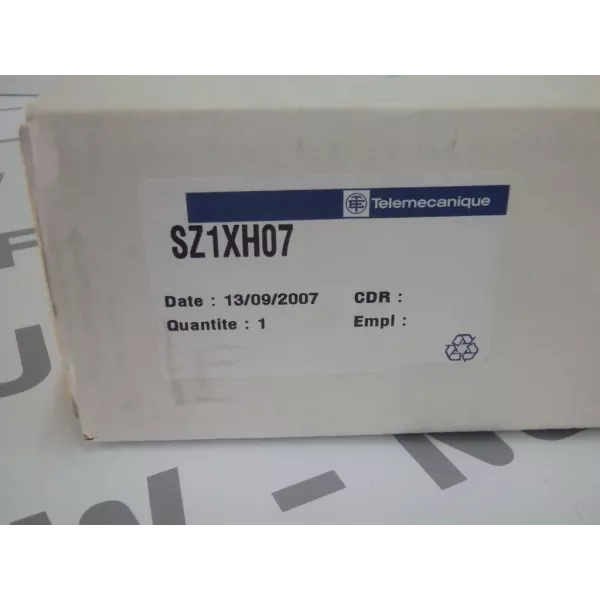 Telemecanique
SZ1XH07
Date : 13/09/2007 CDR :
Quantite : 1 Empl :